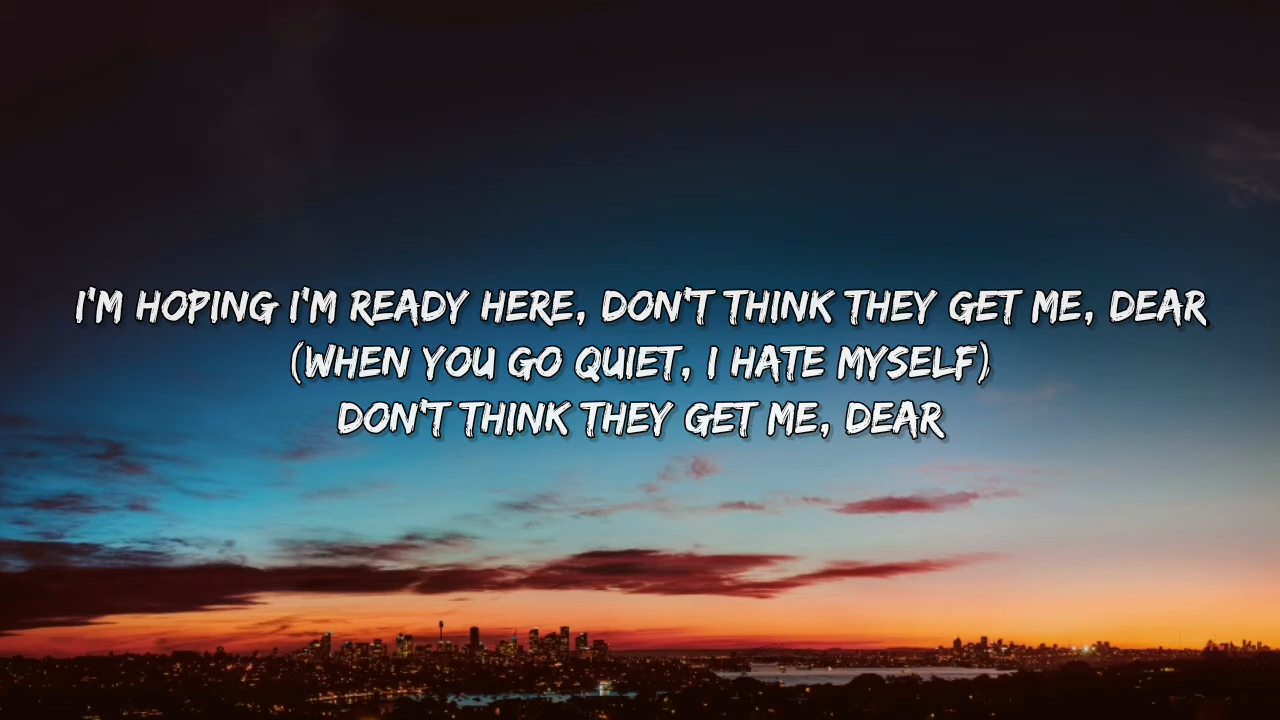 I'M HOPING I'M READY HERE, DON'T THINK THEY GET ME, DEAR
(WHEN YOU GO QUIET, I HATE MYSELF)
DON'T THINK THEY GET ME, DEAR